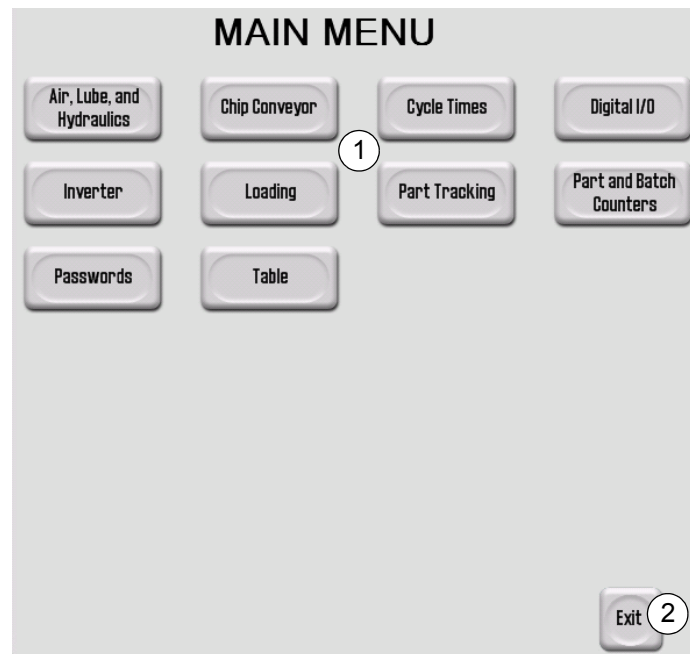 MAIN MENU
Air, Lube, and
Hydraulics
Chip Conveyor
Cycle Times
Digital I/O
1
Inverter
Loading
Part Tracking
Part and Batch
Counters
Passwords
Table
Exit
2